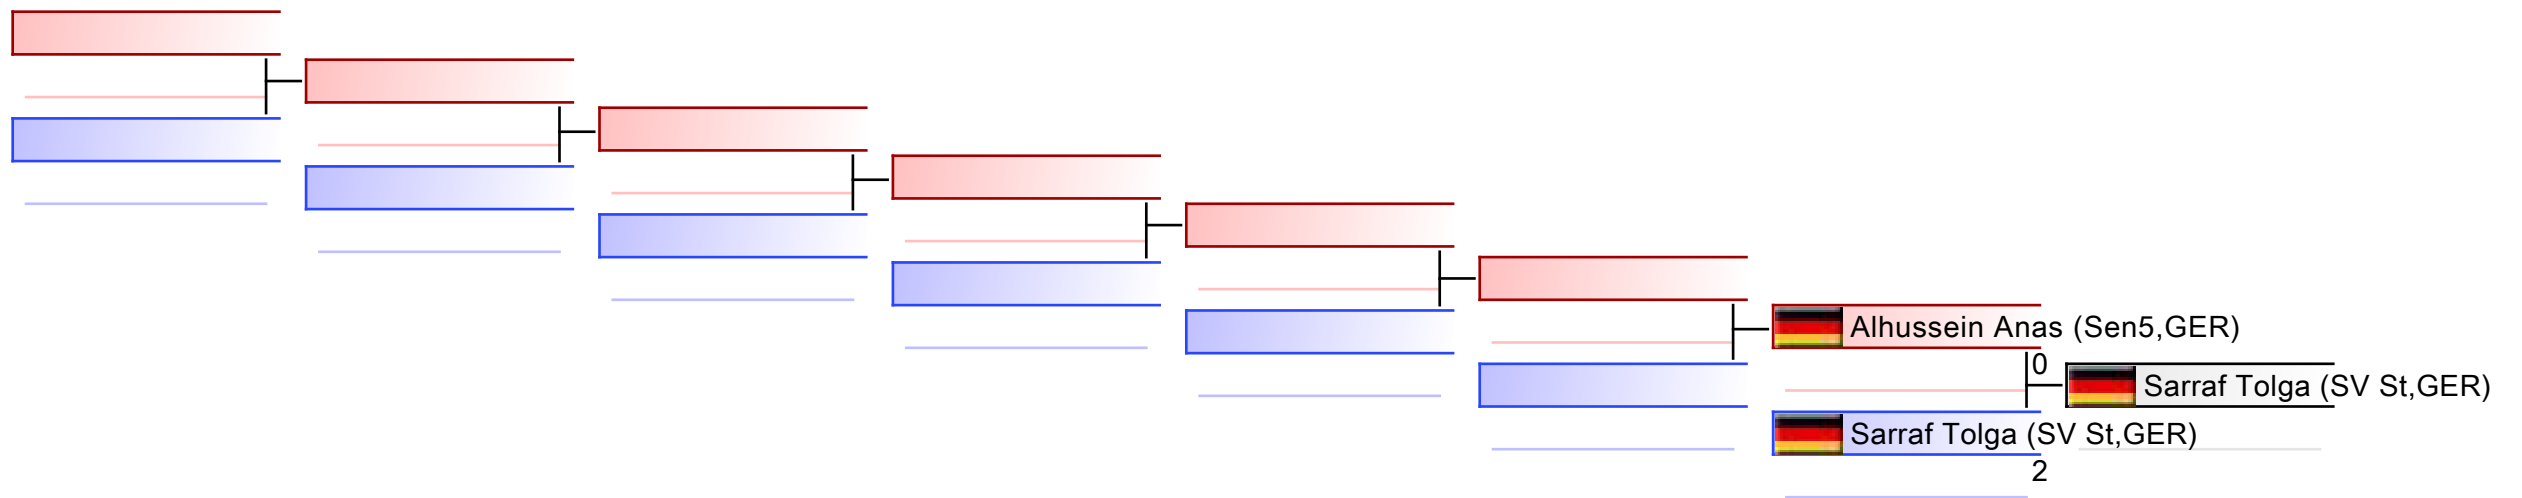 Alhussein Anas (Sen5,GER)
0
Sarraf Tolga (SV St,GER)
Sarraf Tolga (SV St,GER)
2